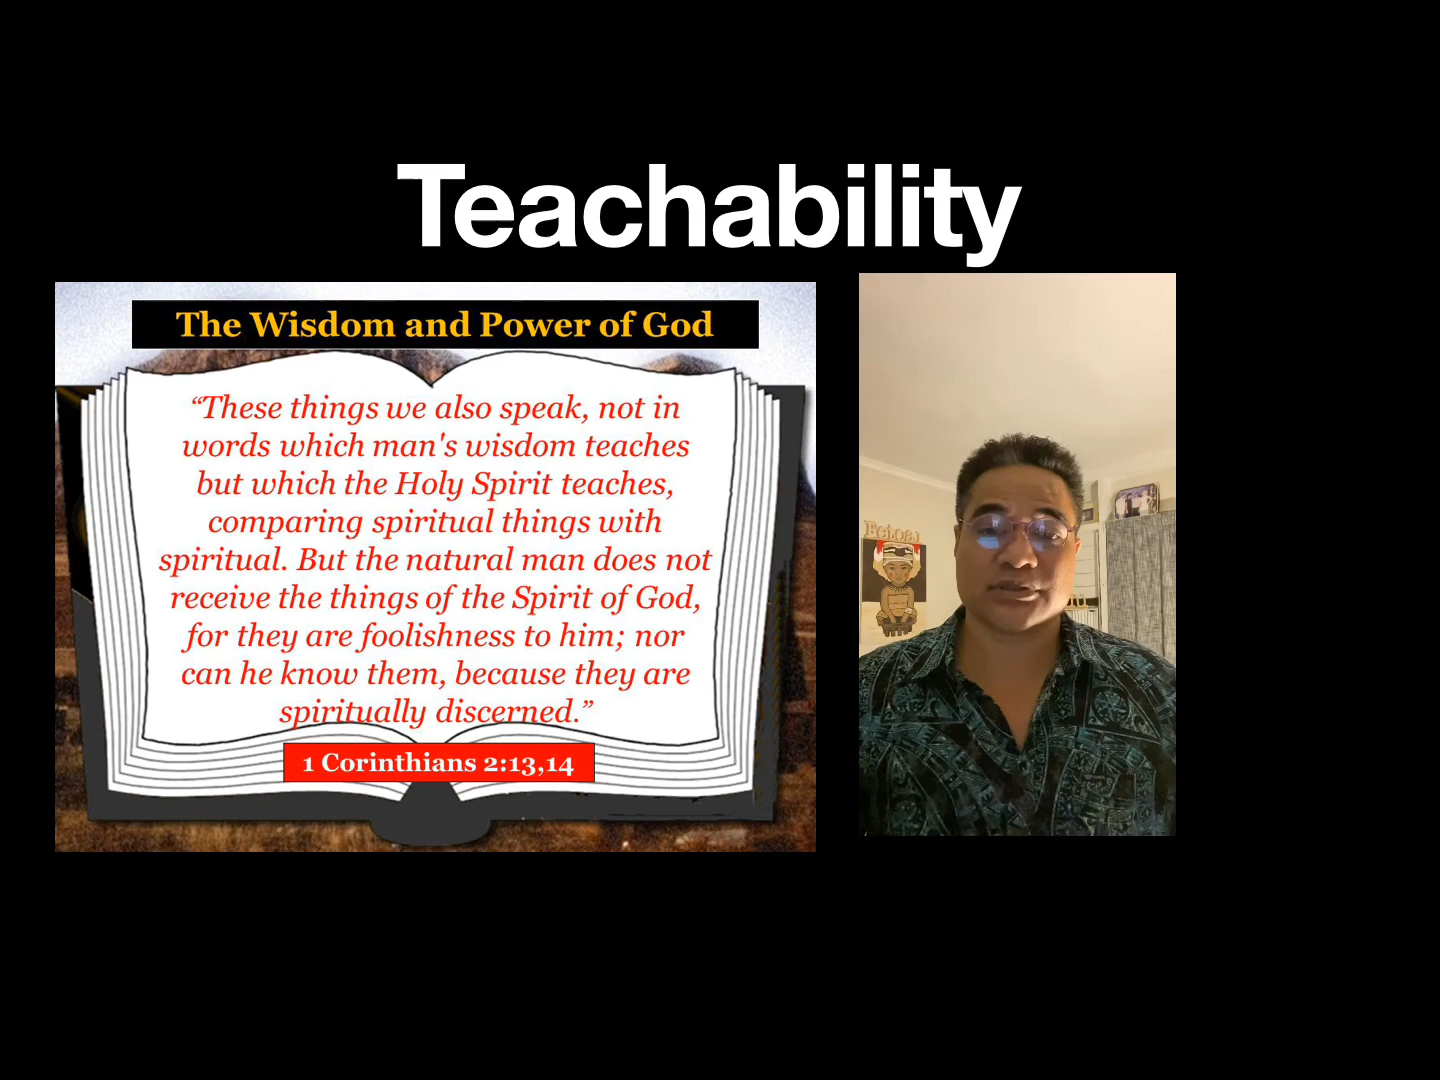 Teachability
The Wisdom and Power of God
“These things we also speak, not in
words which man's wisdom teaches
but which the Holy Spirit teaches,
comparing spiritual things with
spiritual. But the natural man does not
receive the things of the Spirit of God,
for they are foolishness to him; nor
can he know them, because they are
spiritually discerned.”
1 Corinthians 2:13,14